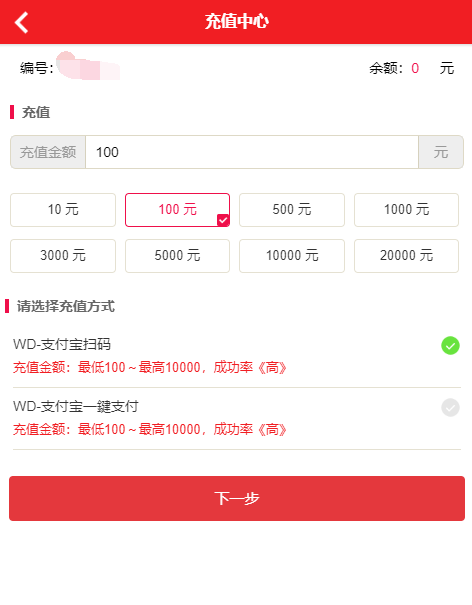 充值中心
编号：
余额：0 元
充值
充值金额 100 元
10 元 100 元 500 元 1000 元
3000 元 5000 元 10000 元 20000 元
请选择充值方式
WD-支付宝扫码
充值金额：最低100～最高10000，成功率《高》
WD-支付宝一鍵支付
充值金额：最低100～最高10000，成功率《高》
下一步